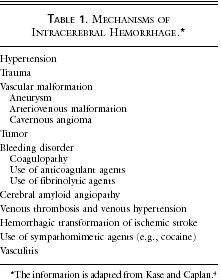 TABLE 1. MECHANISMS OF
INTRACEREBRAL HEMORRHAGE.*
Hypertension
Trauma
Vascular malformation
Aneurysm
Arteriovenous malformation
Cavernous angioma
Tumor
Bleeding disorder
Coagulopathy
Use of anticoagulant agents
Use of fibrinolytic agents
Cerebral amyloid angiopathy
Venous thrombosis and venous hypertension
Hemorrhagic transformation of ischemic stroke
Use of sympathomimetic agents (e.g., cocaine)
Vasculitis
*The information is adapted from Kase and Caplan.⁴